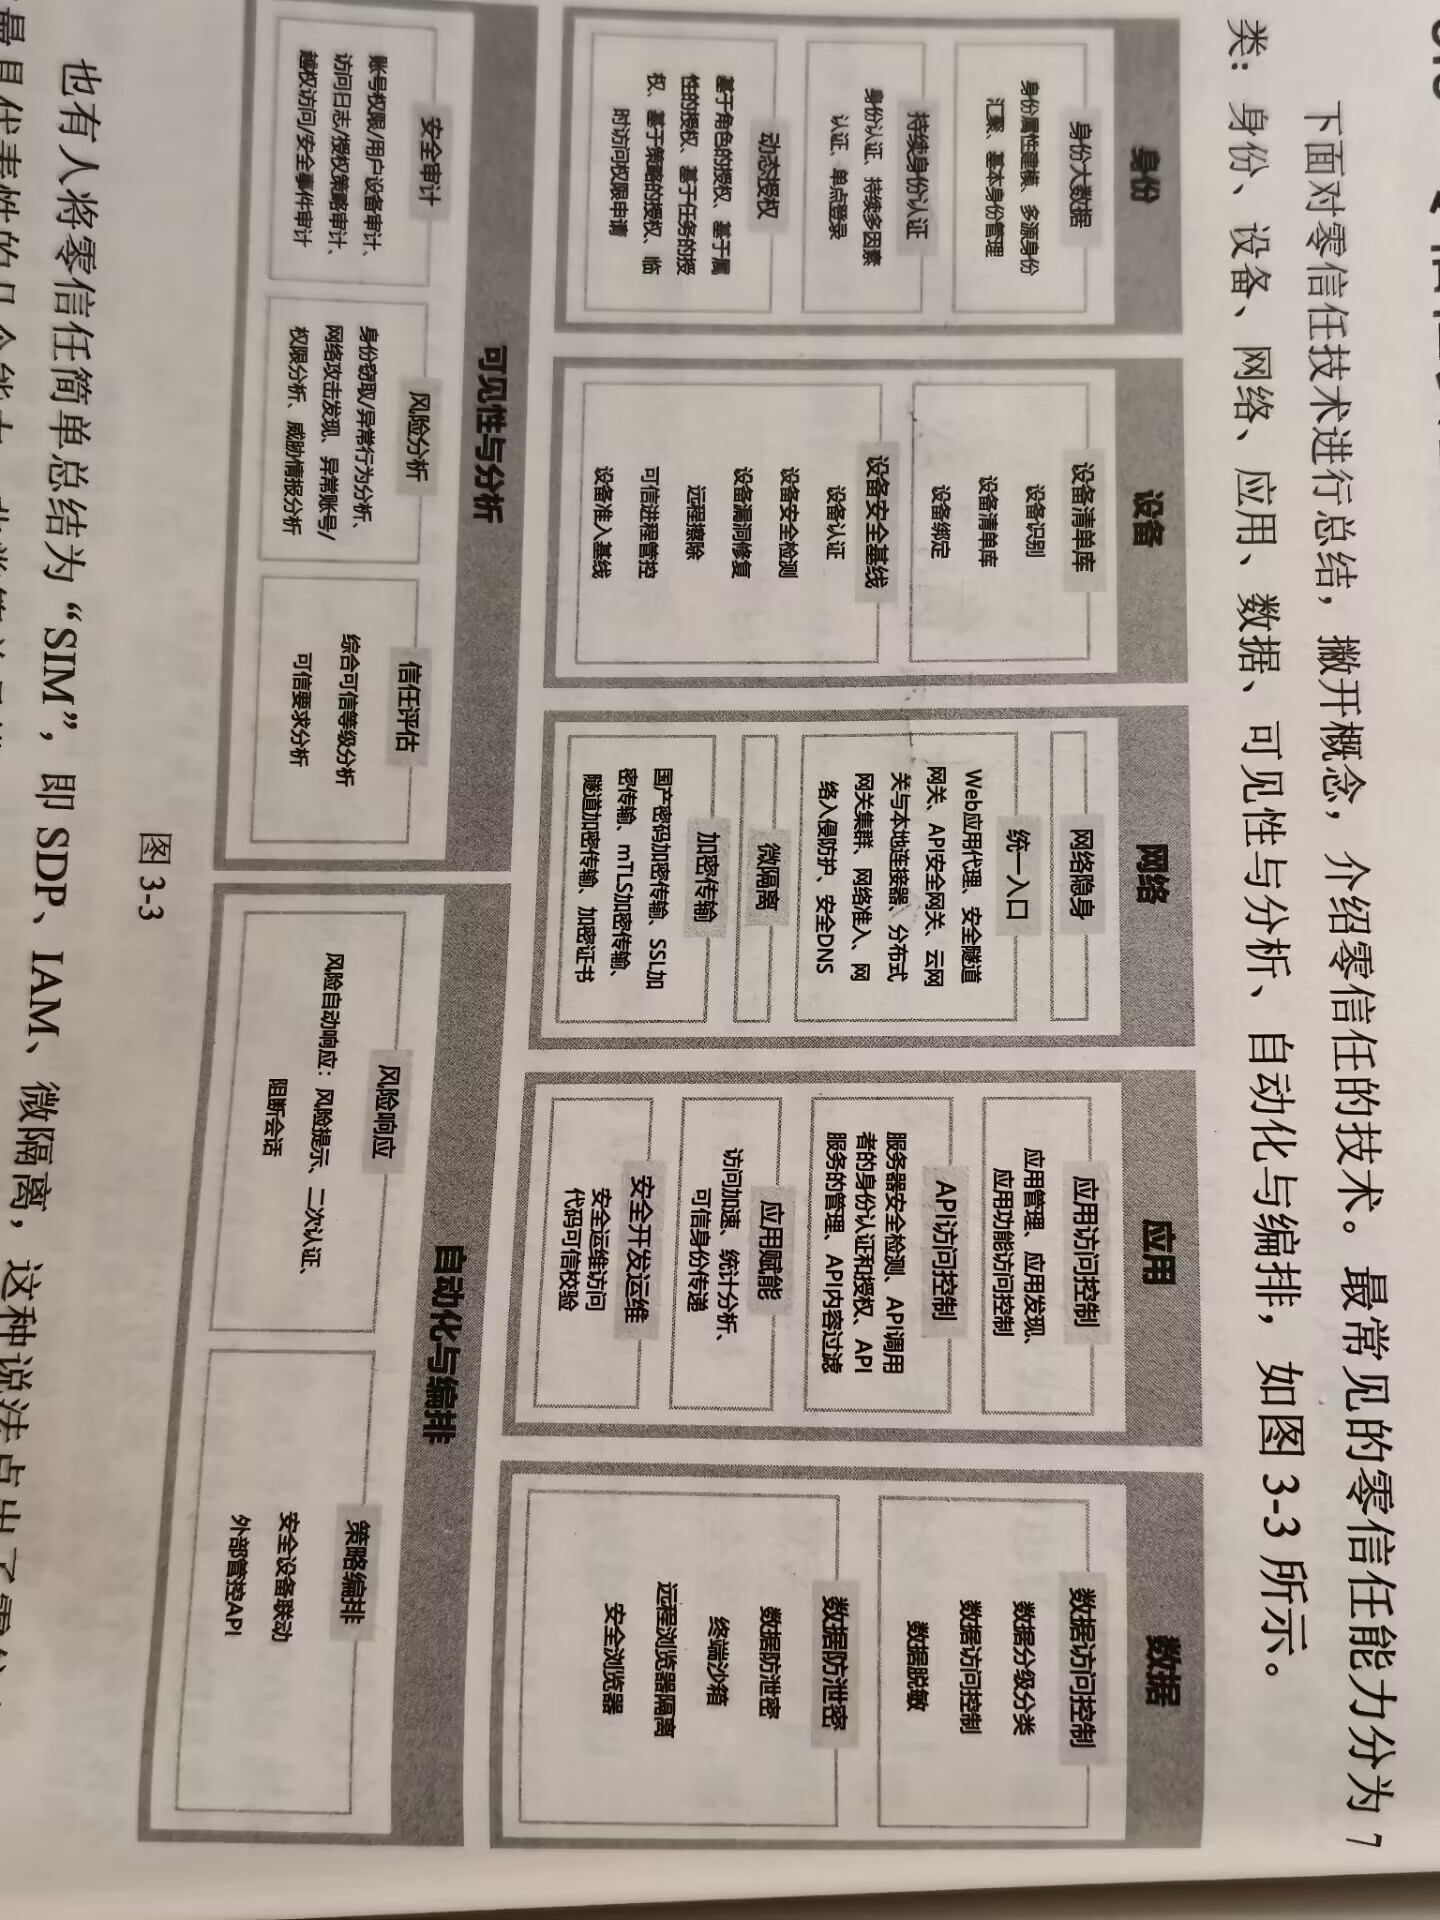 下面对零信任技术进行总结，撇开概念，介绍零信任的技术。最常见的零信任能力分为 7
类：身份、设备、网络、应用、数据、可见性与分析、自动化与编排，如图 3-3 所示。
身份
身份大数据
身份属性建模、多源身份
汇聚、基本身份管理
持续身份认证
身份认证、持续多因素
认证、单点登录
动态授权
基于角色的授权、基于属
性的授权、基于任务的授
权、基于策略的授权、临
时访问权限申请
设备
设备清单库
设备识别
设备清单库
设备绑定
设备安全基线
设备认证
设备安全检测
设备漏洞修复
远程擦除
可信进程管控
设备准入基线
网络
网络隐身
统一入口
Web应用代理、安全隧道
网关、API安全网关、云网
关与本地连接器、分布式
网关集群、网络准入、网
络入侵防护、安全DNS
微隔离
加密传输
国产密码加密传输、SSL加
密传输、mTLS加密传输、
隧道加密传输、加密证书
应用
应用访问控制
应用管理、应用发现、
应用功能访问控制
API访问控制
服务器安全检测、API调用
者的身份认证和授权、API
服务的管理、API内容过滤
应用赋能
访问加速、统计分析、
可信身份传递
安全开发运维
安全运维访问
代码可信校验
数据
数据访问控制
数据分级分类
数据访问控制
数据脱敏
数据防泄密
数据防泄密
终端沙箱
远程浏览器隔离
安全浏览器
可见性与分析
安全审计
账号权限/用户设备审计、
访问日志/授权策略审计、
越权访问/安全事件审计
风险分析
身份窃取/异常行为分析、
网络攻击发现、异常账号/
权限分析、威胁情报分析
信任评估
综合可信等级分析
可信要求分析
自动化与编排
风险响应
风险自动响应：风险提示、二次认证、
阻断会话
策略编排
安全设备联动
外部管控API
图 3-3
也有人将零信任简单总结为“SIM”，即 SDP、IAM、微隔离，这种说法点出了零信
最具代表性的几个能力